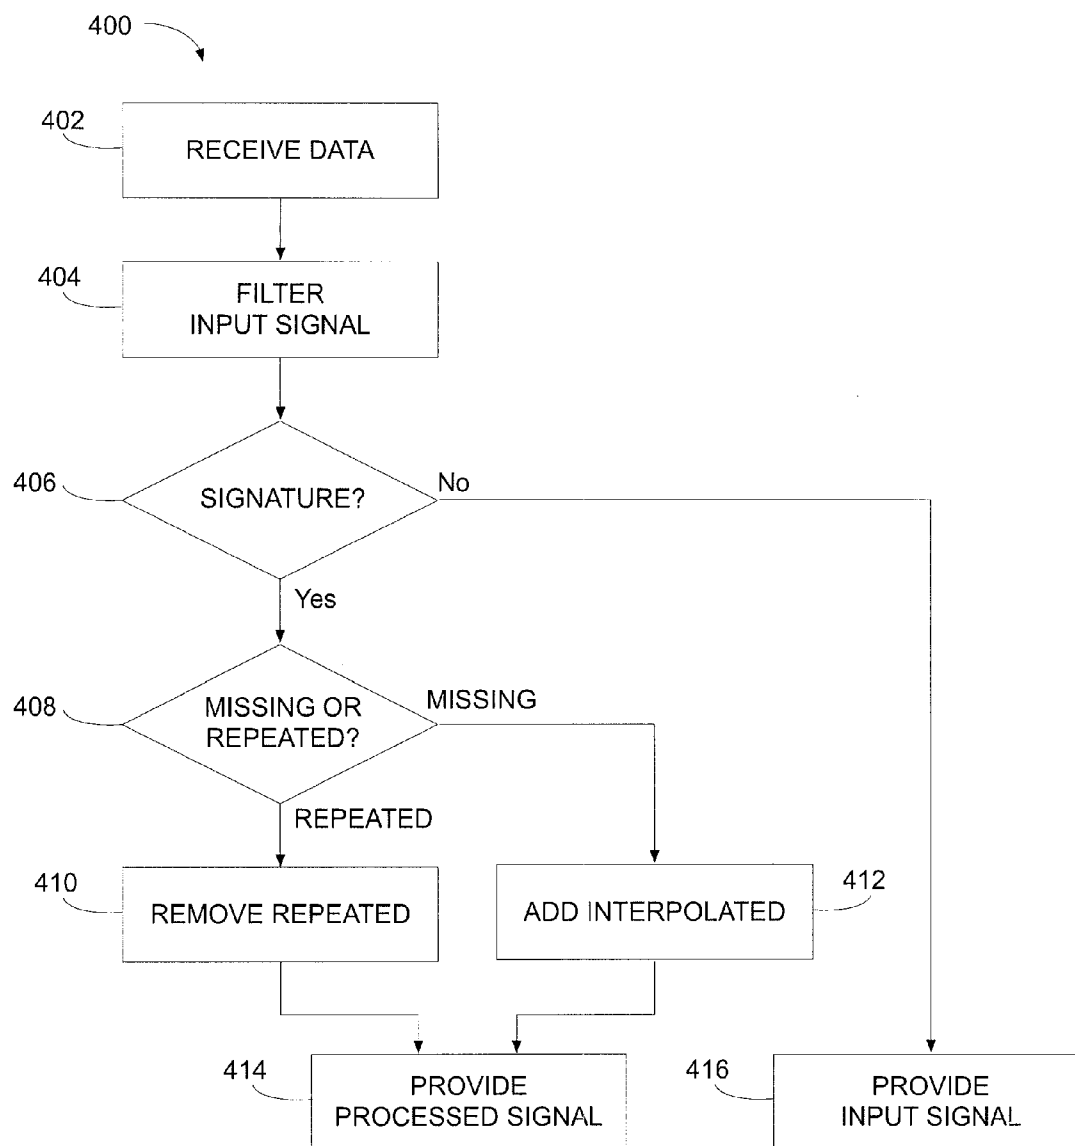 400
402
RECEIVE DATA
404
FILTER
INPUT SIGNAL
406
SIGNATURE?
No
Yes
408
MISSING OR
REPEATED?
MISSING
REPEATED
410
REMOVE REPEATED
ADD INTERPOLATED
412
414
PROVIDE
PROCESSED SIGNAL
416
PROVIDE
INPUT SIGNAL